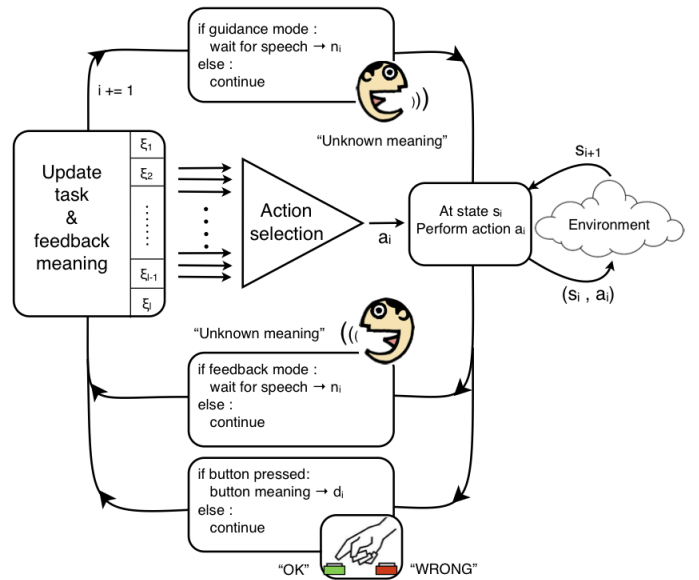 if guidance mode :
wait for speech → nᵢ
else :
continue
i += 1
"Unknown meaning"
Update
task
&
feedback
meaning
ξ₁
ξ₂
ξᵢ₋₁
ξᵢ
Action
selection
aᵢ
At state sᵢ
Perform action aᵢ
sᵢ₊₁
Environment
(sᵢ , aᵢ)
"Unknown meaning"
if feedback mode :
wait for speech → nᵢ
else :
continue
if button pressed:
button meaning → dᵢ
else :
continue
"OK"
"WRONG"